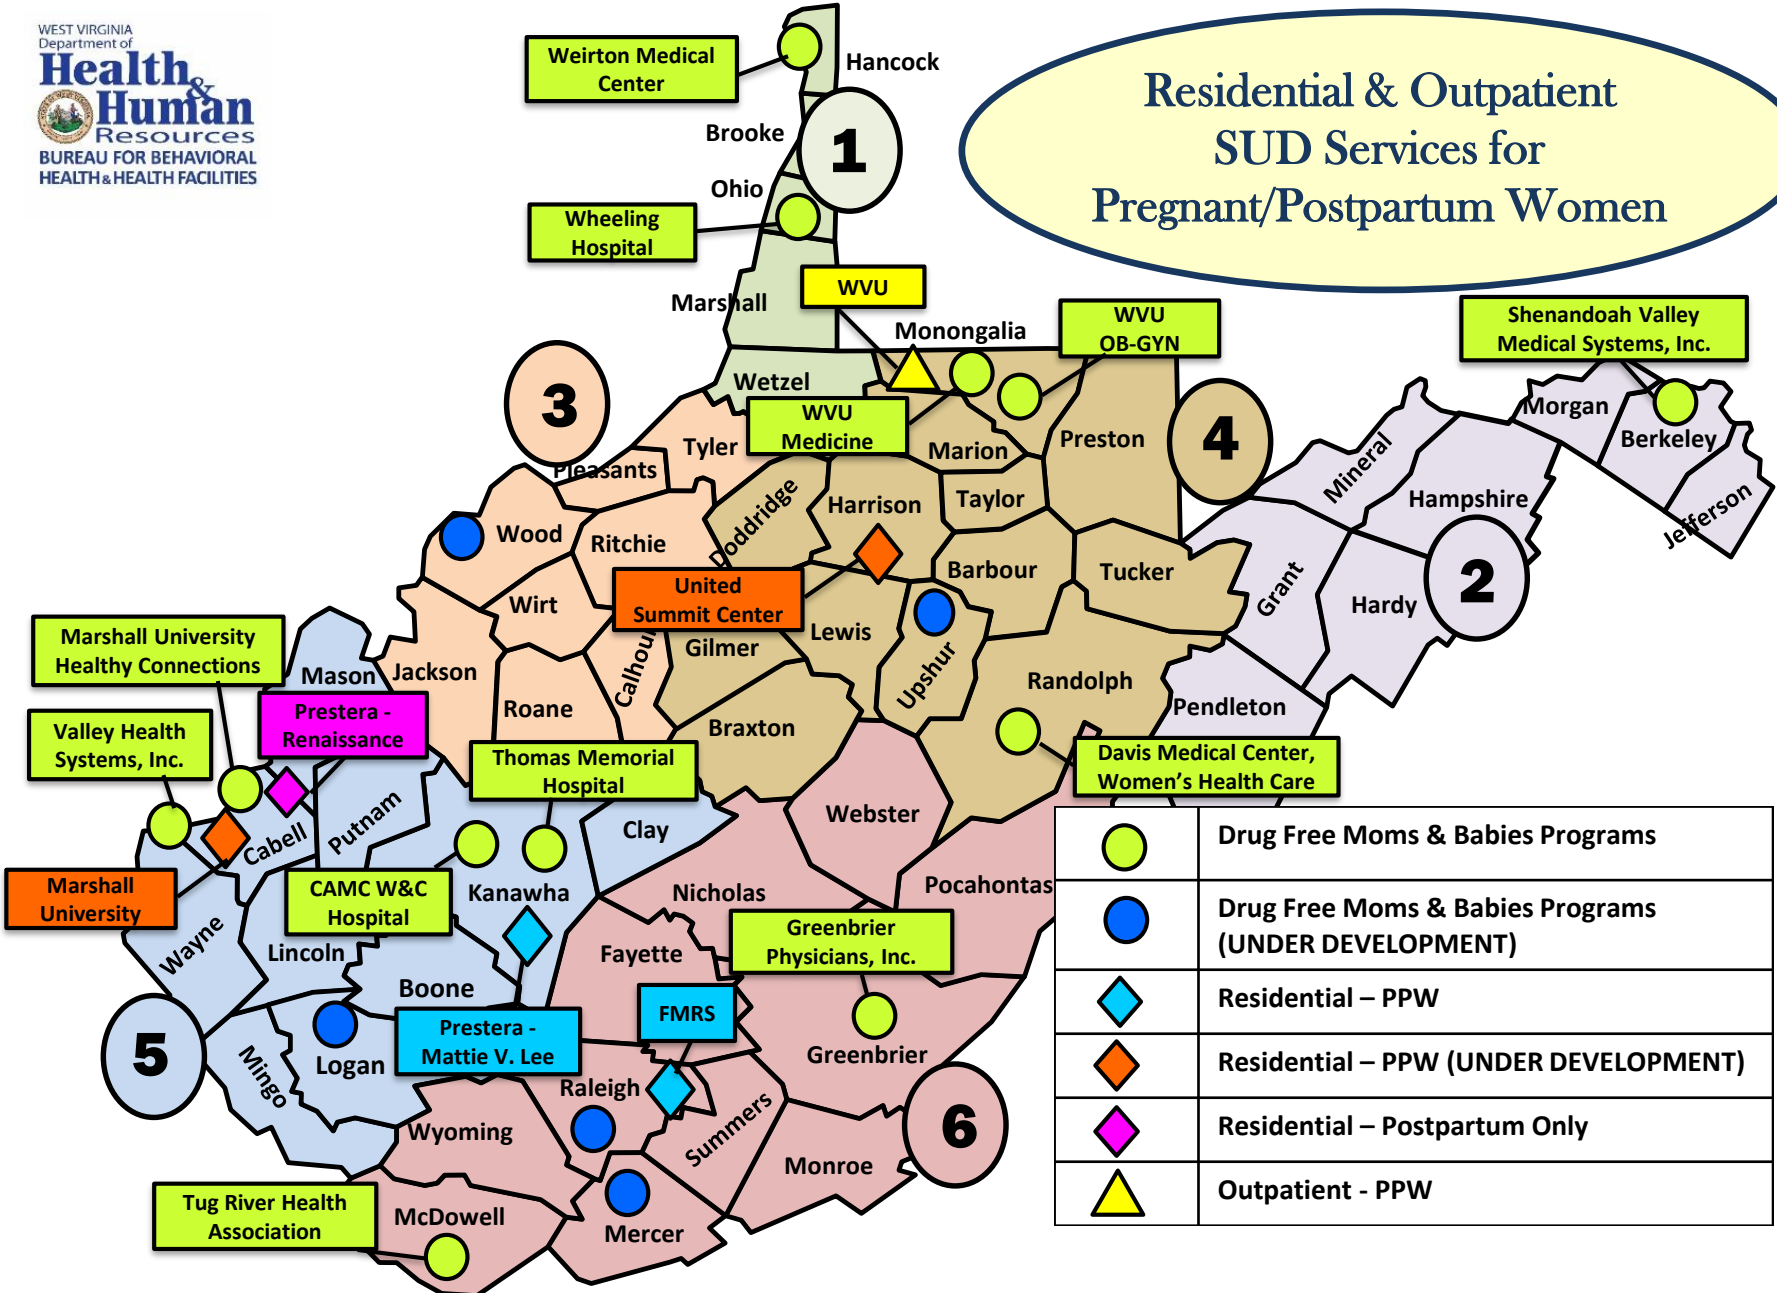 WEST VIRGINIA
Department of
Health &
Human
Resources
BUREAU FOR BEHAVIORAL
HEALTH & HEALTH FACILITIES
Residential & Outpatient
SUD Services for
Pregnant/Postpartum Women
Weirton Medical
Center
Hancock
Brooke
1
Ohio
Wheeling
Hospital
Marshall
WVU
Monongalia
WVU
OB-GYN
Shenandoah Valley
Medical Systems, Inc.
Wetzel
3
WVU
Medicine
4
Morgan
Berkeley
Jefferson
Mineral
Hampshire
Tyler
Pleasants
Marion
Preston
Wood
Ritchie
Doddridge
Harrison
Taylor
Barbour
Tucker
Grant
Hardy
2
Wirt
United
Summit Center
Lewis
Gilmer
Calhoun
Upshur
Randolph
Pendleton
Marshall University
Healthy Connections
Mason
Jackson
Roane
Braxton
Prestera -
Renaissance
Valley Health
Systems, Inc.
Thomas Memorial
Hospital
Davis Medical Center,
Women's Health Care
Cabell
Putnam
Clay
Webster
Marshall
University
CAMC W&C
Hospital
Kanawha
Nicholas
Pocahontas
Wayne
Lincoln
Fayette
Greenbrier
Physicians, Inc.
Boone
FMRS
5
Mingo
Logan
Prestera -
Mattie V. Lee
Raleigh
Greenbrier
Summers
6
Wyoming
Monroe
Tug River Health
Association
McDowell
Mercer
Drug Free Moms & Babies Programs
Drug Free Moms & Babies Programs
(UNDER DEVELOPMENT)
Residential – PPW
Residential – PPW (UNDER DEVELOPMENT)
Residential – Postpartum Only
Outpatient - PPW